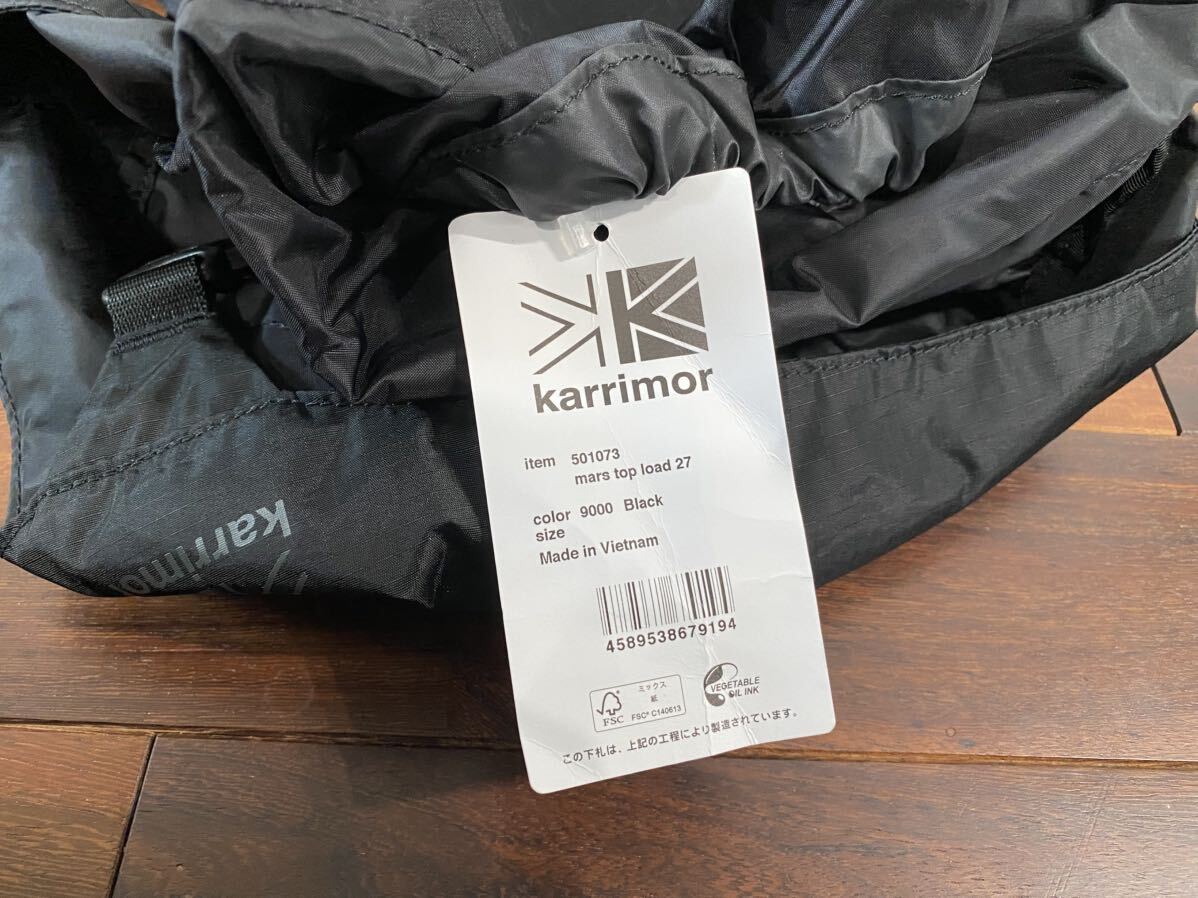 karrimor
item 501073
mars top load 27
color 9000 Black
size
Made in Vietnam
4589538679194
FSC
ミックス
紙
FSC® C140613
VEGETABLE
OIL INK
この下札は、上記の工程により製造されています。
karrimor